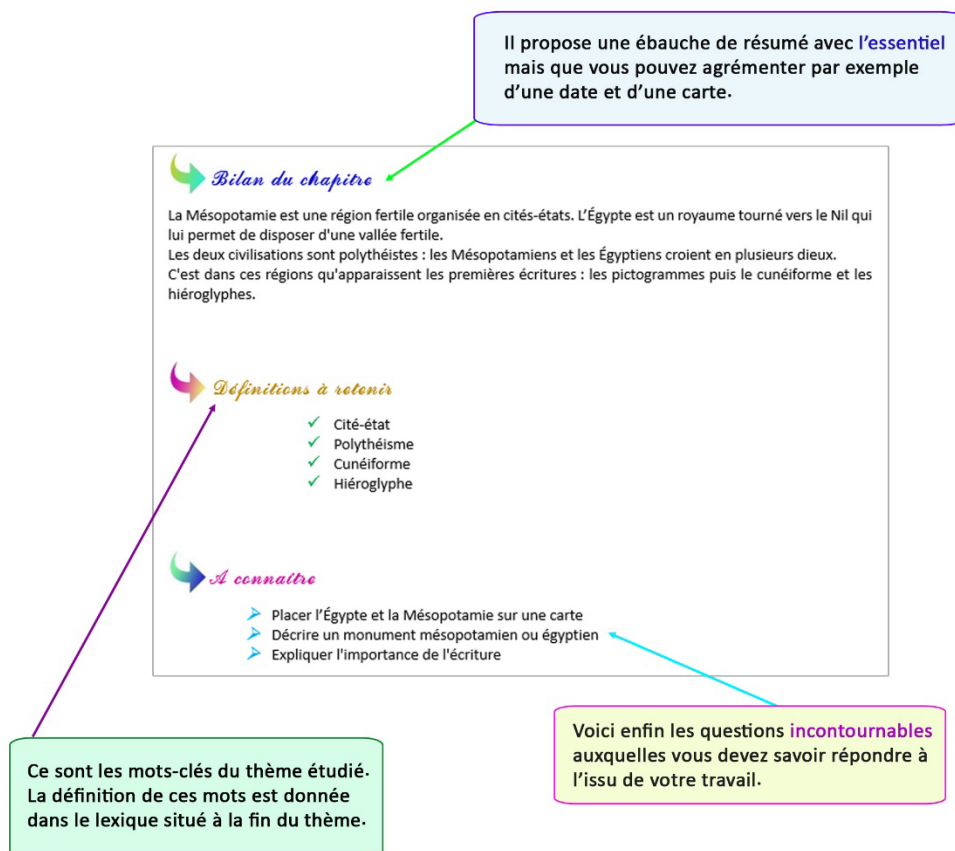 Il propose une ébauche de résumé avec l’essentiel
mais que vous pouvez agrémenter par exemple
d’une date et d’une carte.
Bilan du chapitre
La Mésopotamie est une région fertile organisée en cités-états. L’Égypte est un royaume tourné vers le Nil qui
lui permet de disposer d'une vallée fertile.
Les deux civilisations sont polythéistes : les Mésopotamiens et les Égyptiens croient en plusieurs dieux.
C'est dans ces régions qu'apparaissent les premières écritures : les pictogrammes puis le cunéiforme et les
hiéroglyphes.
Définitions à retenir
✓ Cité-état
✓ Polythéisme
✓ Cunéiforme
✓ Hiéroglyphe
A connaître
➢ Placer l’Égypte et la Mésopotamie sur une carte
➢ Décrire un monument mésopotamien ou égyptien
➢ Expliquer l'importance de l'écriture
Voici enfin les questions incontournables
auxquelles vous devez savoir répondre à
l’issu de votre travail.
Ce sont les mots-clés du thème étudié.
La définition de ces mots est donnée
dans le lexique situé à la fin du thème.